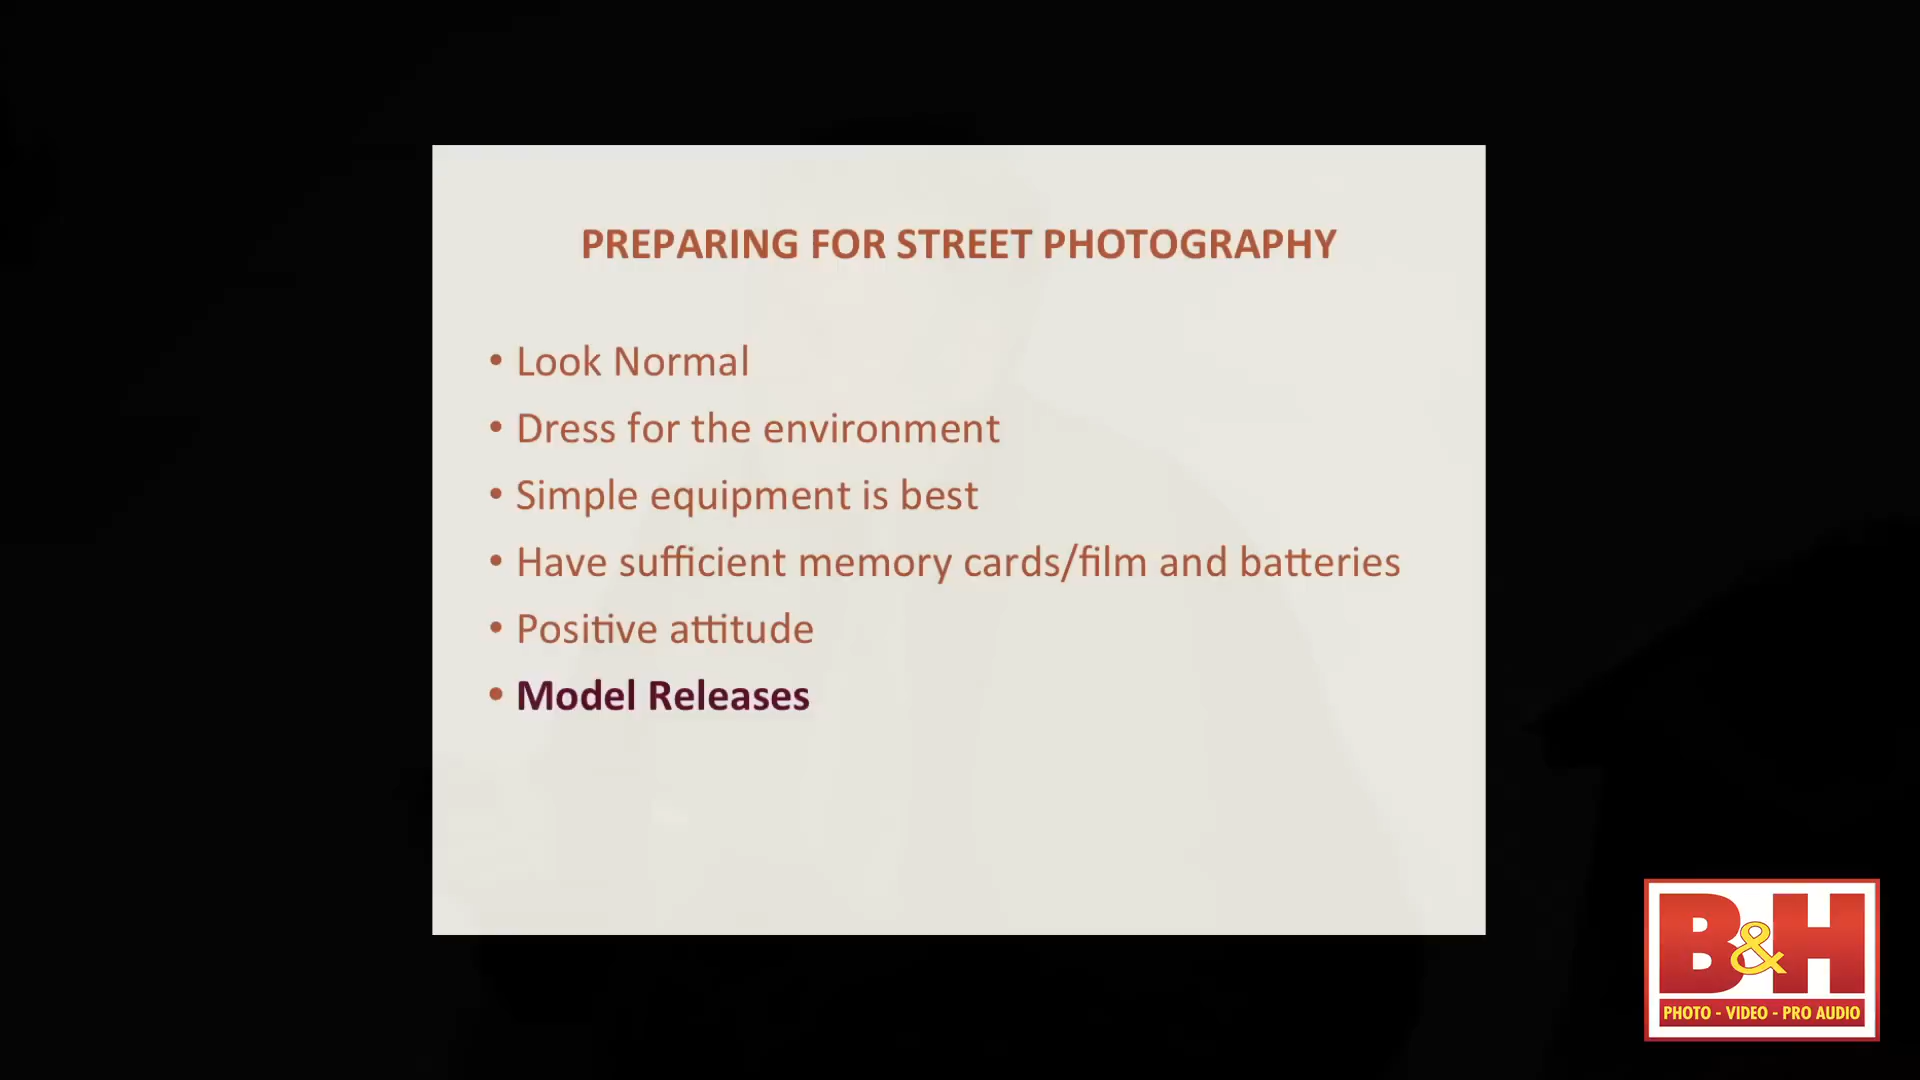 PREPARING FOR STREET PHOTOGRAPHY
• Look Normal
• Dress for the environment
• Simple equipment is best
• Have sufficient memory cards/film and batteries
• Positive attitude
• Model Releases
B&H
PHOTO - VIDEO - PRO AUDIO